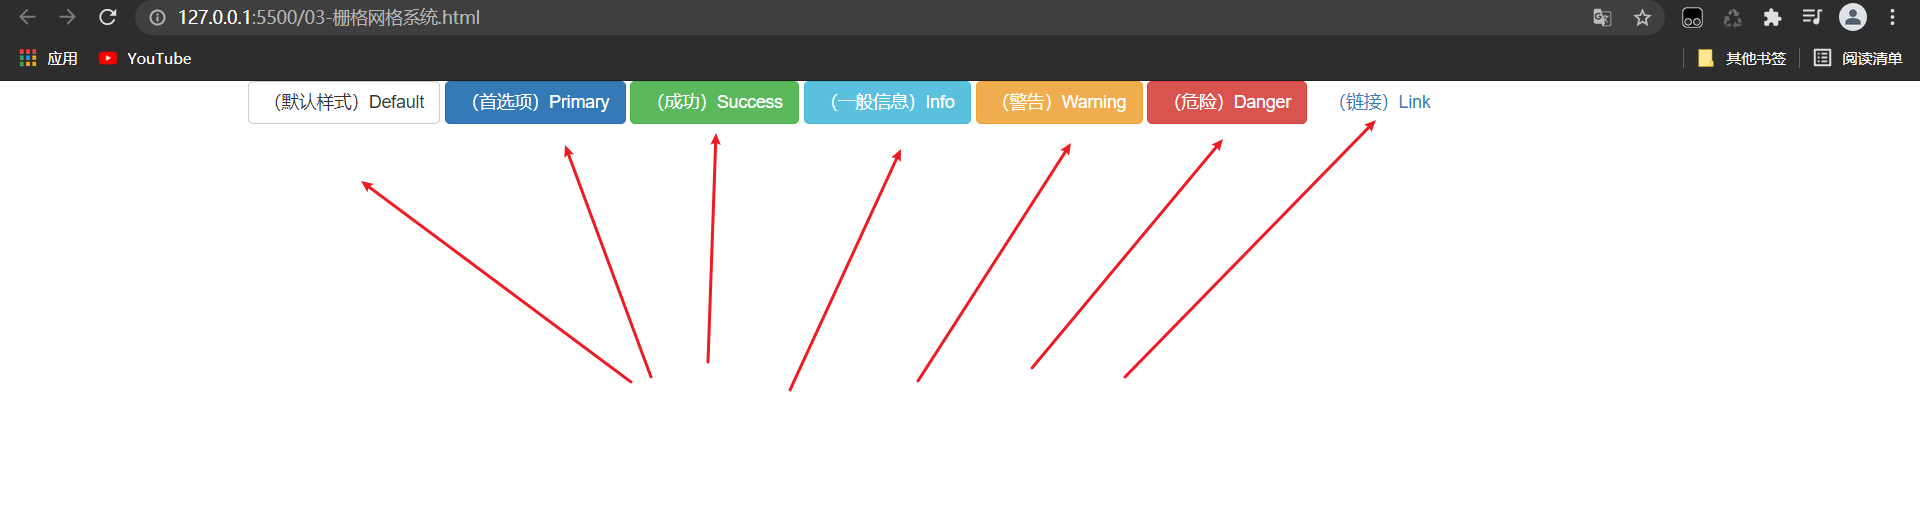 127.0.0.1:5500/03-栅格网格系统.html
应用 YouTube 其他书签 阅读清单
（默认样式）Default （首选项）Primary （成功）Success （一般信息）Info （警告）Warning （危险）Danger （链接）Link